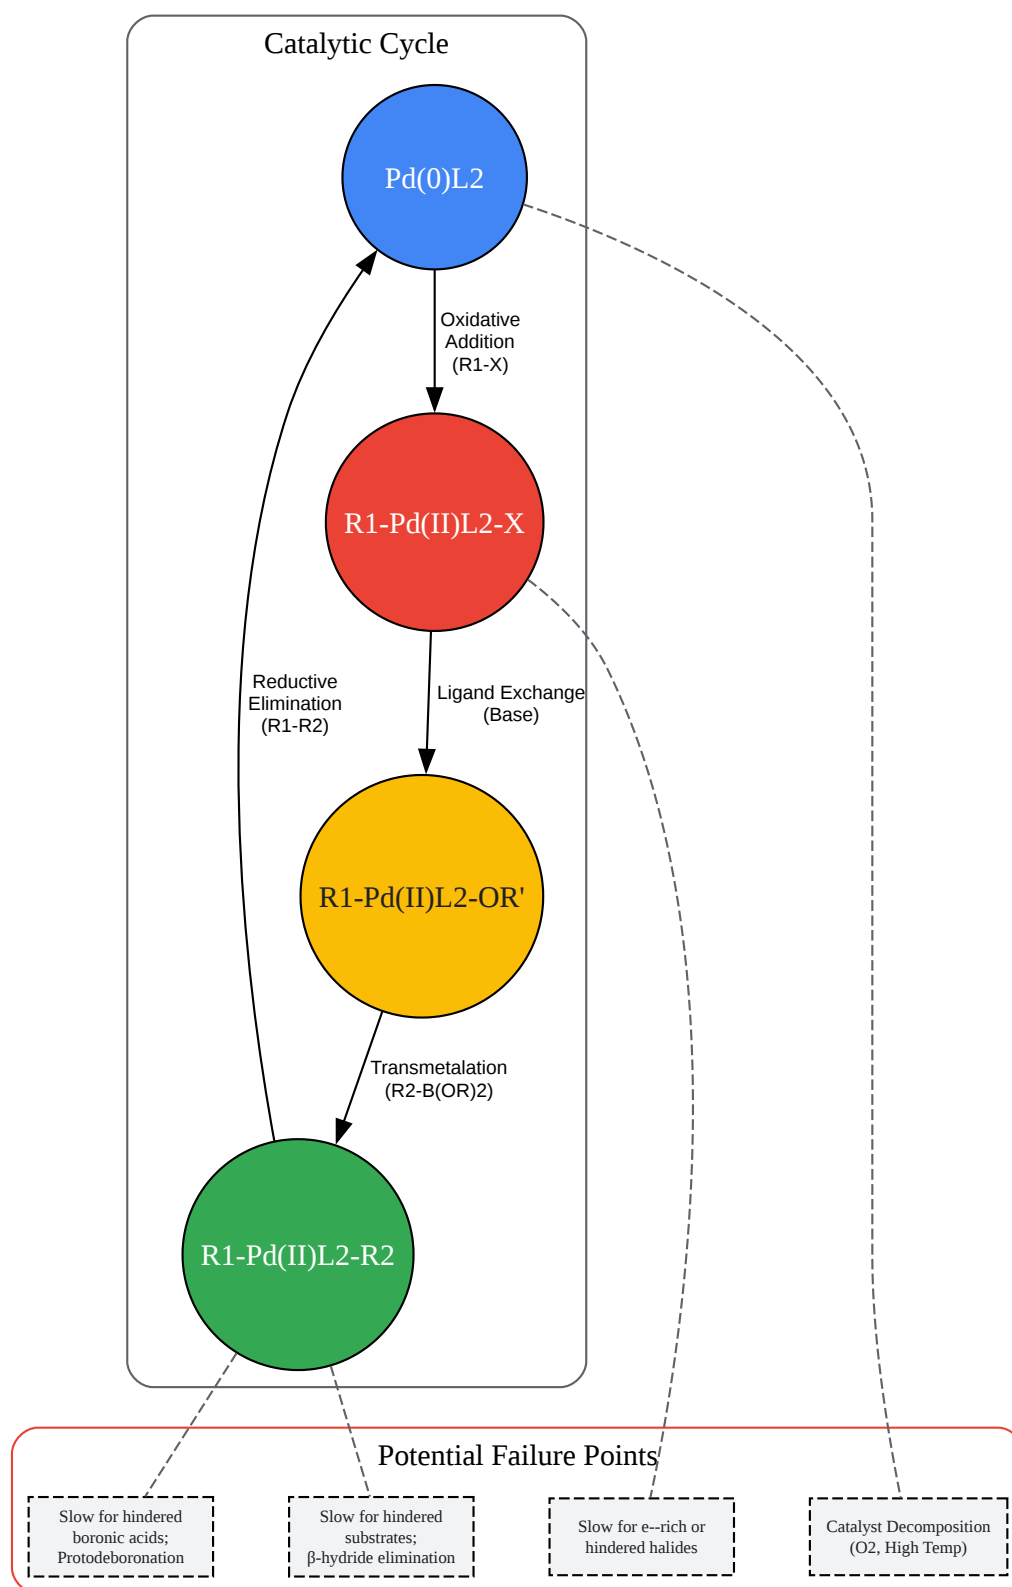 Catalytic Cycle
Pd(0)L2
Oxidative
Addition
(R1-X)
R1-Pd(II)L2-X
Reductive
Elimination
(R1-R2)
Ligand Exchange
(Base)
R1-Pd(II)L2-OR'
Transmetalation
(R2-B(OR)2)
R1-Pd(II)L2-R2
Potential Failure Points
Slow for hindered
boronic acids;
Protodeboronation
Slow for hindered
substrates;
β-hydride elimination
Slow for e--rich or
hindered halides
Catalyst Decomposition
(O2, High Temp)